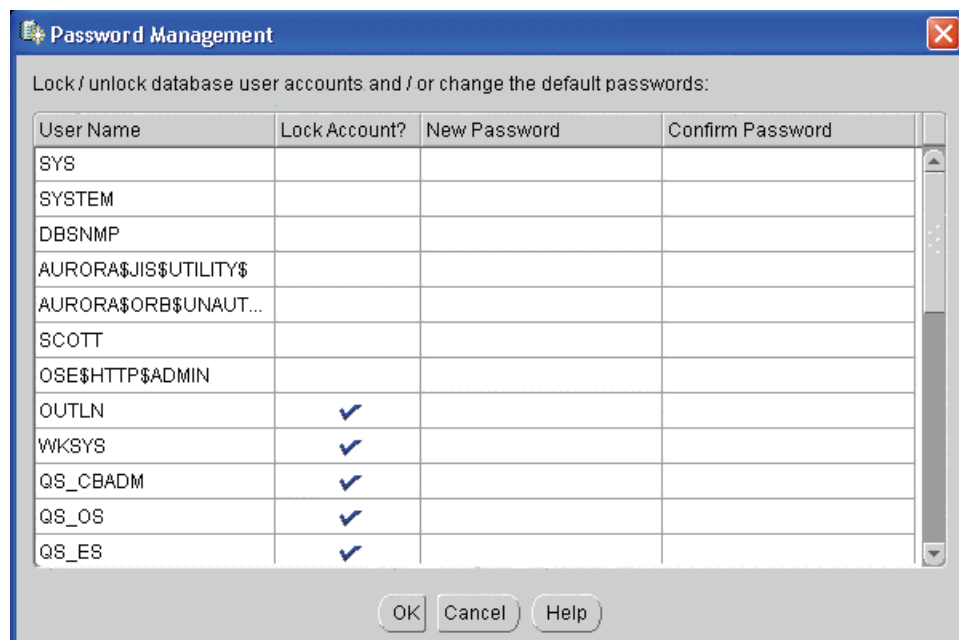 Password Management
Lock / unlock database user accounts and / or change the default passwords:
User Name Lock Account? New Password Confirm Password
SYS
SYSTEM
DBSNMP
AURORA$JIS$UTILITY$
AURORA$ORB$UNAUT...
SCOTT
OSE$HTTP$ADMIN
OUTLN
WKSYS
QS_CBADM
QS_OS
QS_ES
OK Cancel Help